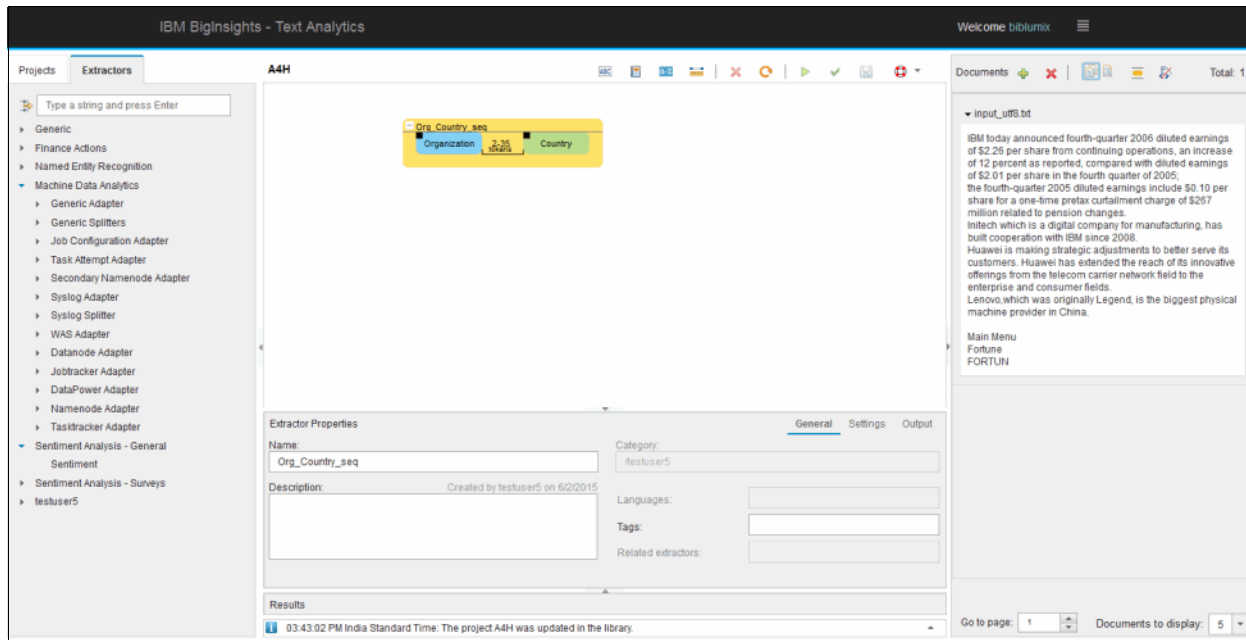 IBM BigInsights - Text Analytics
Welcome biblumix
Projects
Extractors
Type a string and press Enter
Generic
Finance Actions
Named Entity Recognition
Machine Data Analytics
Generic Adapter
Generic Splitters
Job Configuration Adapter
Task Attempt Adapter
Secondary Namenode Adapter
Syslog Adapter
Syslog Splitter
WAS Adapter
Datanode Adapter
Jobtracker Adapter
DataPower Adapter
Namenode Adapter
Tasktracker Adapter
Sentiment Analysis - General
Sentiment
Sentiment Analysis - Surveys
testuser5
A4H
Org_Country_seq
Organization
2-35
tokens
Country
Extractor Properties
General Settings Output
Name:
Org_Country_seq
Category:
/testuser5
Description:
Created by testuser5 on 6/2/2015
Languages:
Tags:
Related extractors:
Results
03:43:02 PM India Standard Time: The project A4H was updated in the library.
Documents
Total: 1
input_utf8.txt
IBM today announced fourth-quarter 2006 diluted earnings
of $2.26 per share from continuing operations, an increase
of 12 percent as reported, compared with diluted earnings
of $2.01 per share in the fourth quarter of 2005;
the fourth-quarter 2005 diluted earnings include $0.10 per
share for a one-time pretax curtailment charge of $267
million related to pension changes.
Initech which is a digital company for manufacturing, has
built cooperation with IBM since 2008.
Huawei is making strategic adjustments to better serve its
customers. Huawei has extended the reach of its innovative
offerings from the telecom carrier network field to the
enterprise and consumer fields.
Lenovo,which was originally Legend, is the biggest physical
machine provider in China.
Main Menu
Fortune
FORTUN
Go to page: 1
Documents to display: 5